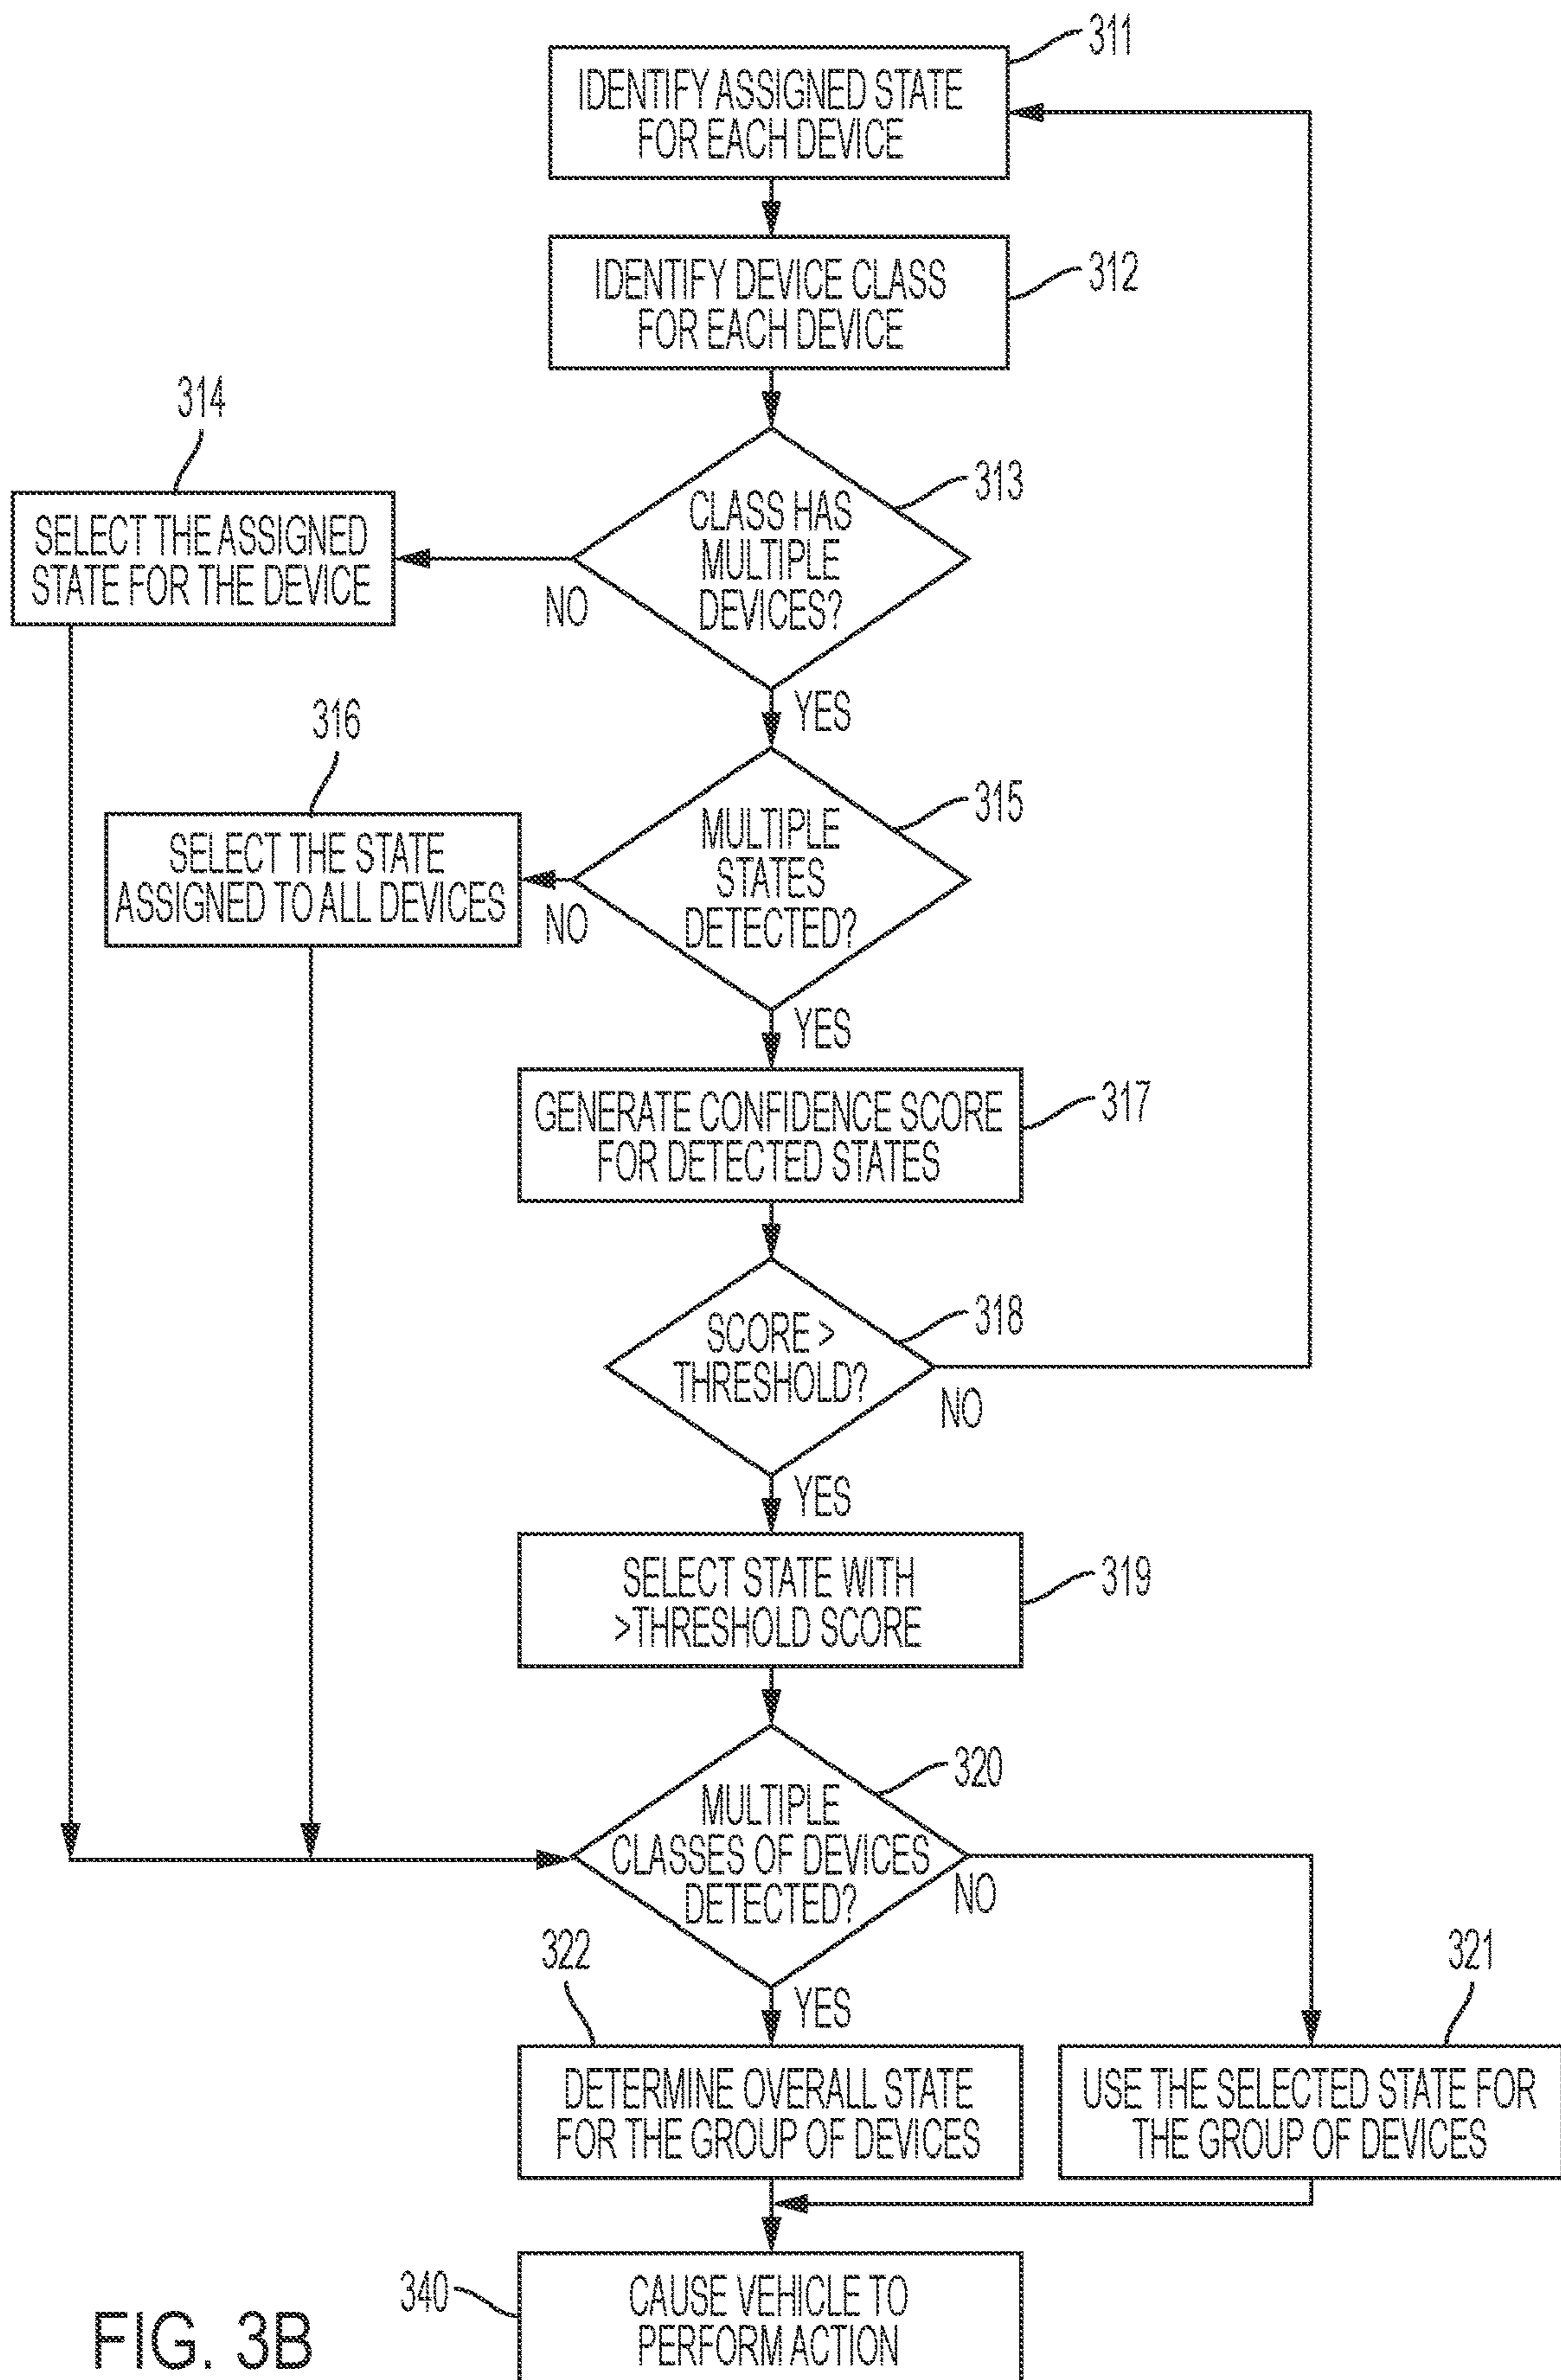 311
IDENTIFY ASSIGNED STATE
FOR EACH DEVICE
312
IDENTIFY DEVICE CLASS
FOR EACH DEVICE
313
CLASS HAS
MULTIPLE
DEVICES?
314
SELECT THE ASSIGNED
STATE FOR THE DEVICE
NO
YES
315
MULTIPLE
STATES
DETECTED?
316
SELECT THE STATE
ASSIGNED TO ALL DEVICES
NO
YES
317
GENERATE CONFIDENCE SCORE
FOR DETECTED STATES
318
SCORE >
THRESHOLD?
NO
YES
319
SELECT STATE WITH
>THRESHOLD SCORE
320
MULTIPLE
CLASSES OF DEVICES
DETECTED?
NO
YES
322
DETERMINE OVERALL STATE
FOR THE GROUP OF DEVICES
321
USE THE SELECTED STATE FOR
THE GROUP OF DEVICES
340
CAUSE VEHICLE TO
PERFORM ACTION
FIG. 3B